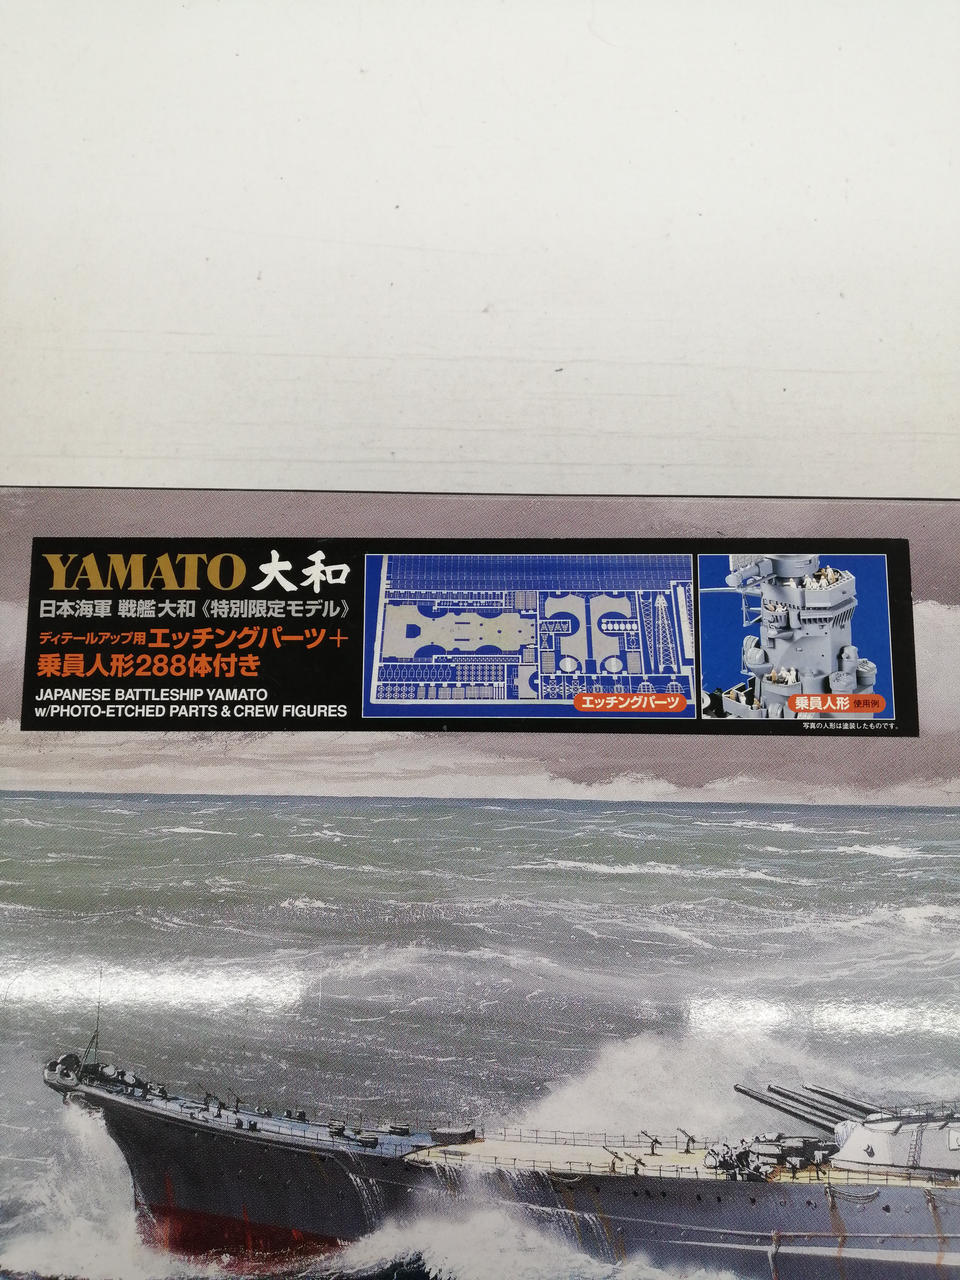 YAMATO 大和
日本海軍 戦艦 大和《特別限定モデル》
ディテールアップ用エッチングパーツ＋
乗員人形288体付き
JAPANESE BATTLESHIP YAMATO
w/PHOTO-ETCHED PARTS & CREW FIGURES
エッチングパーツ
乗員人形 使用例
写真の人形は塗装したものです。